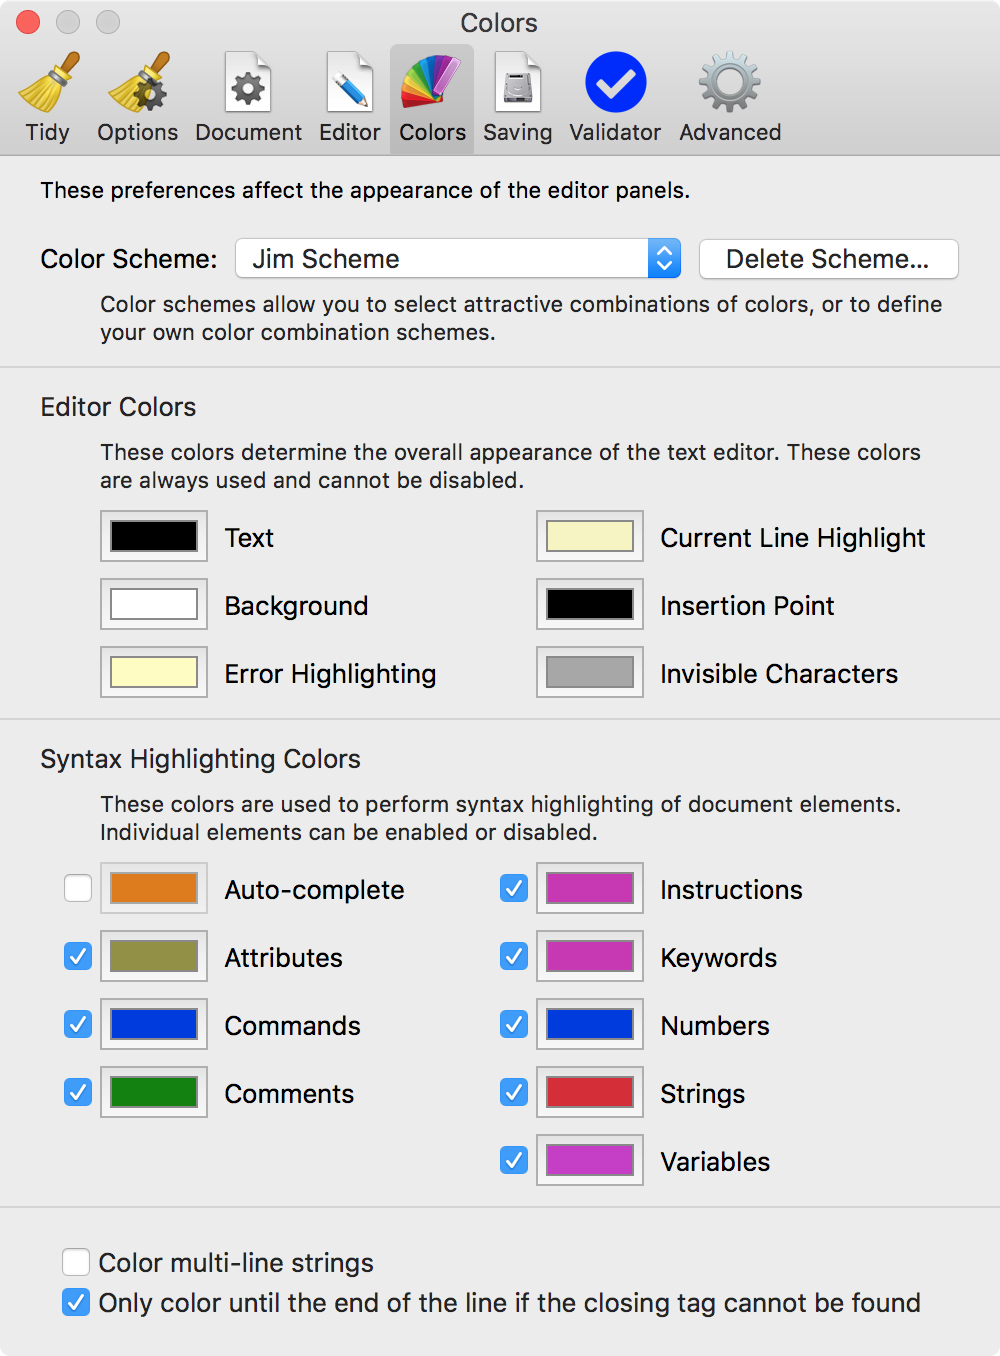 Colors
Tidy Options Document Editor Colors Saving Validator Advanced
These preferences affect the appearance of the editor panels.
Color Scheme: Jim Scheme Delete Scheme...
Color schemes allow you to select attractive combinations of colors, or to define
your own color combination schemes.
Editor Colors
These colors determine the overall appearance of the text editor. These colors
are always used and cannot be disabled.
Text Current Line Highlight
Background Insertion Point
Error Highlighting Invisible Characters
Syntax Highlighting Colors
These colors are used to perform syntax highlighting of document elements.
Individual elements can be enabled or disabled.
Auto-complete Instructions
Attributes Keywords
Commands Numbers
Comments Strings
Variables
Color multi-line strings
Only color until the end of the line if the closing tag cannot be found